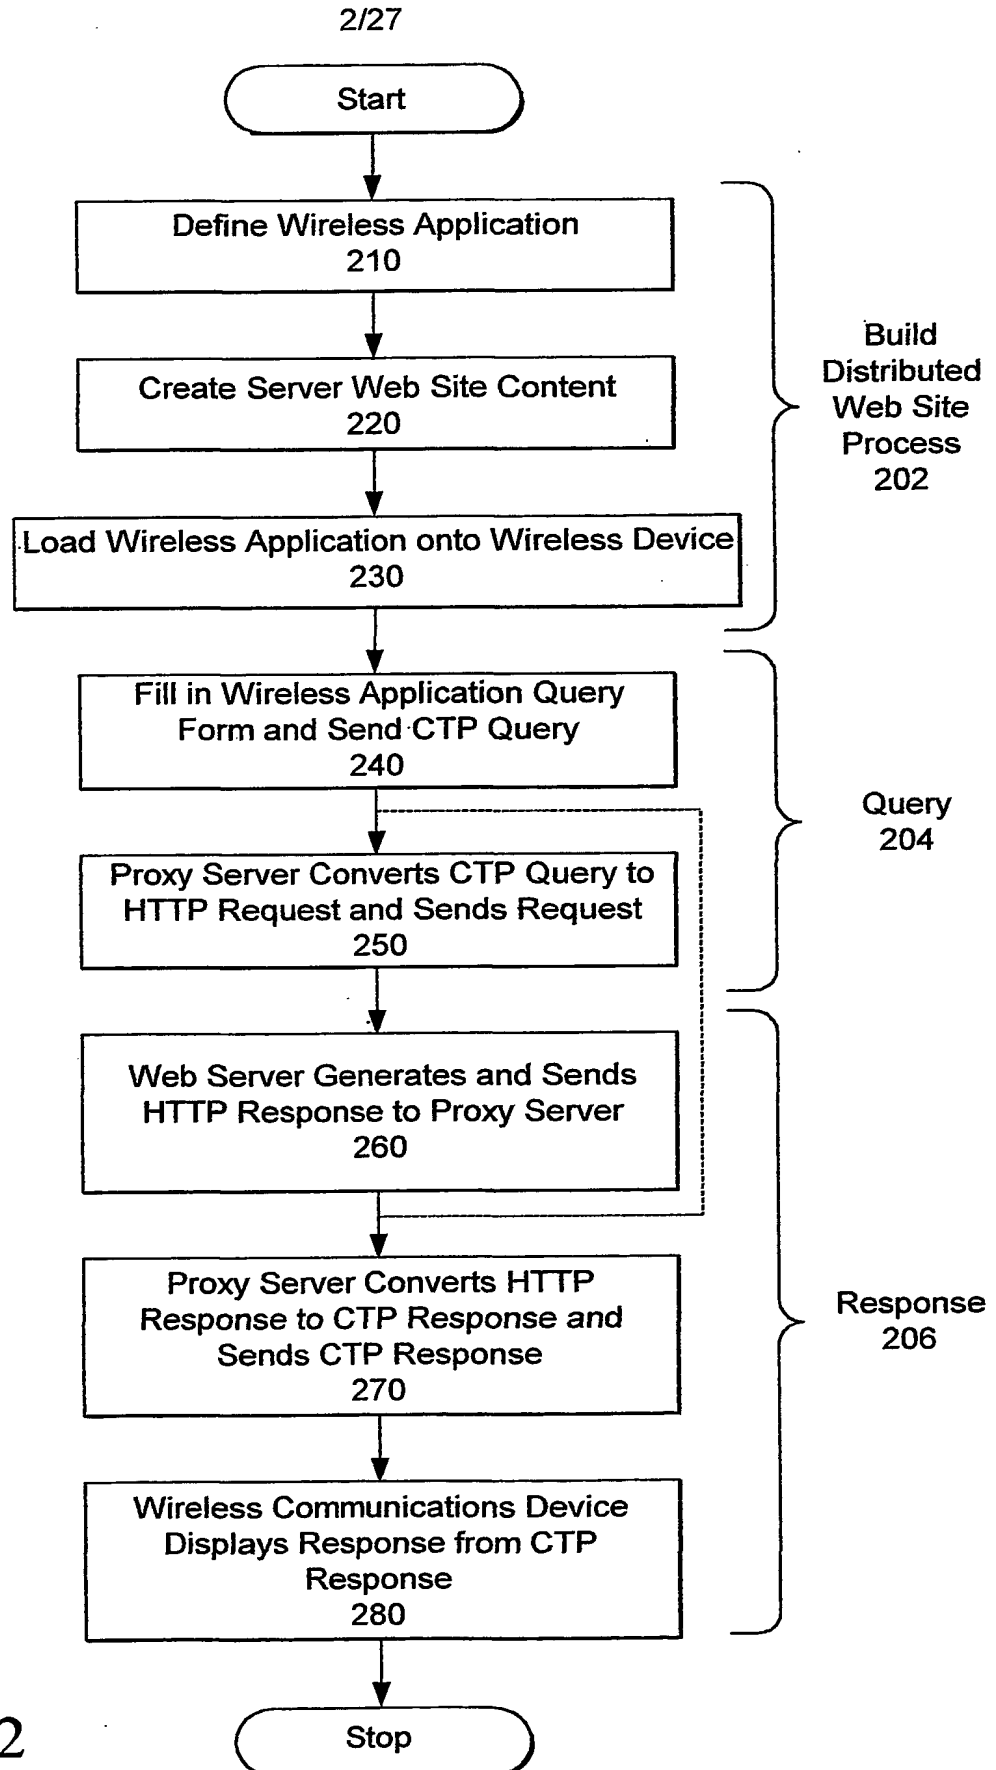 2/27
Start
Define Wireless Application
210
Create Server Web Site Content
220
Load Wireless Application onto Wireless Device
230
Build
Distributed
Web Site
Process
202
Fill in Wireless Application Query
Form and Send CTP Query
240
Proxy Server Converts CTP Query to
HTTP Request and Sends Request
250
Query
204
Web Server Generates and Sends
HTTP Response to Proxy Server
260
Proxy Server Converts HTTP
Response to CTP Response and
Sends CTP Response
270
Wireless Communications Device
Displays Response from CTP
Response
280
Response
206
Stop
2